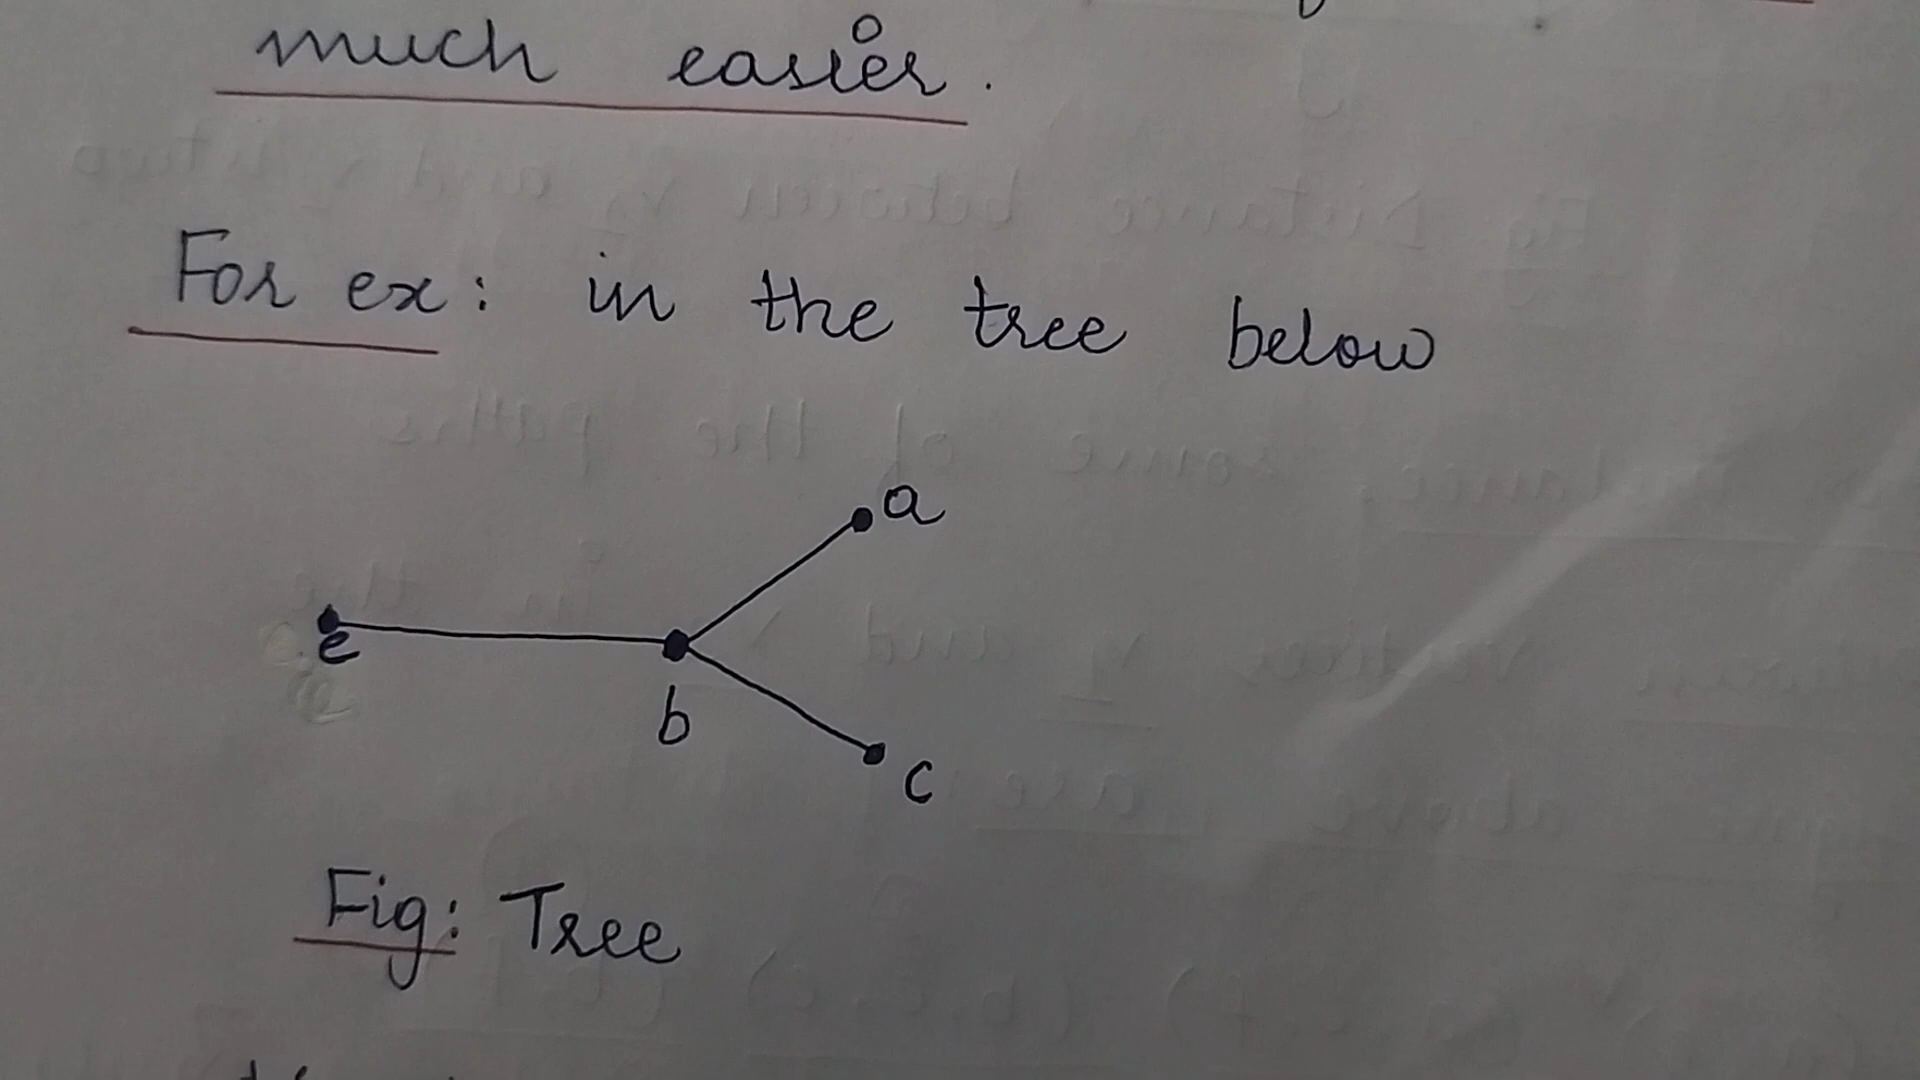 much easier.
For ex: in the tree below
a
e
b
c
Fig: Tree